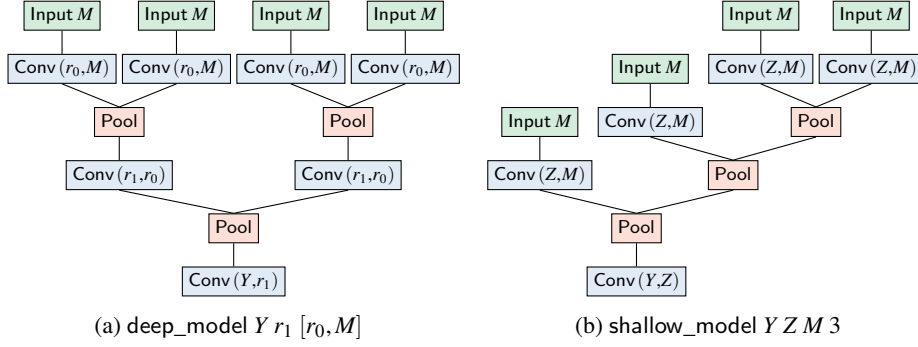 Input M Input M Input M Input M
Conv (r₀,M) Conv (r₀,M) Conv (r₀,M) Conv (r₀,M)
Pool Pool
Conv (r₁,r₀) Conv (r₁,r₀)
Pool
Conv (Y,r₁)
(a) deep_model Y r₁ [r₀,M]
Input M Input M
Input M Conv (Z,M) Conv (Z,M)
Input M Conv (Z,M) Pool
Conv (Z,M) Pool
Pool
Conv (Y,Z)
(b) shallow_model Y Z M 3